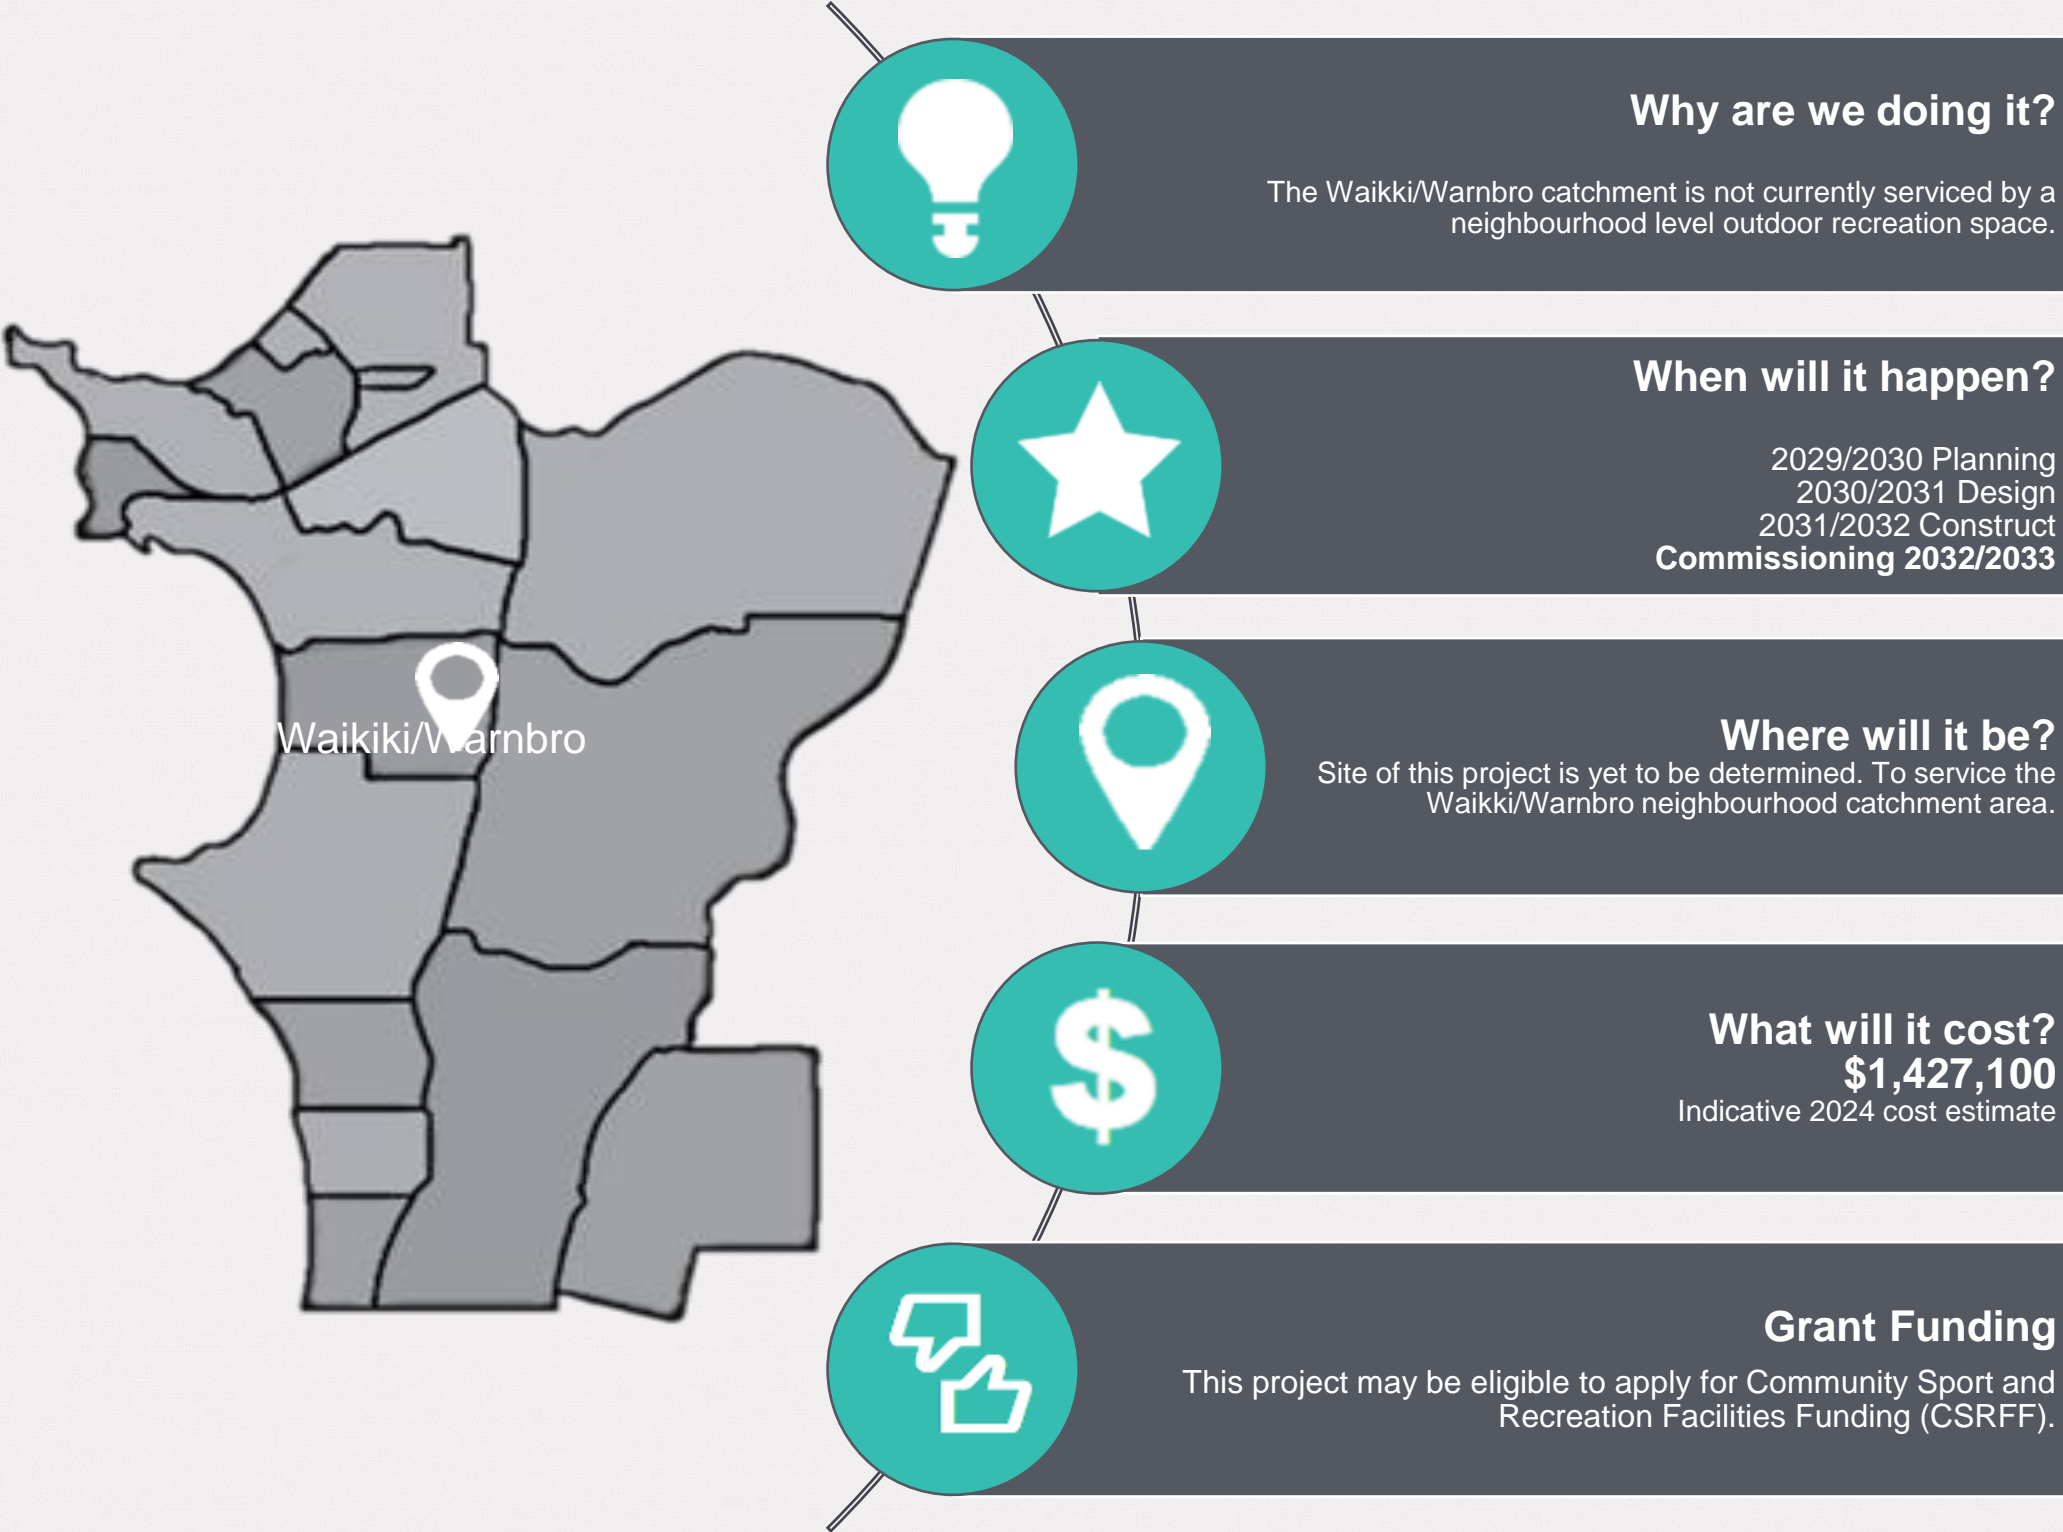 Why are we doing it?
The Waikki/Warnbro catchment is not currently serviced by a
neighbourhood level outdoor recreation space.
When will it happen?
2029/2030 Planning
2030/2031 Design
2031/2032 Construct
Commissioning 2032/2033
Waikiki/Warnbro
Where will it be?
Site of this project is yet to be determined. To service the
Waikki/Warnbro neighbourhood catchment area.
What will it cost?
$1,427,100
Indicative 2024 cost estimate
Grant Funding
This project may be eligible to apply for Community Sport and
Recreation Facilities Funding (CSRFF).